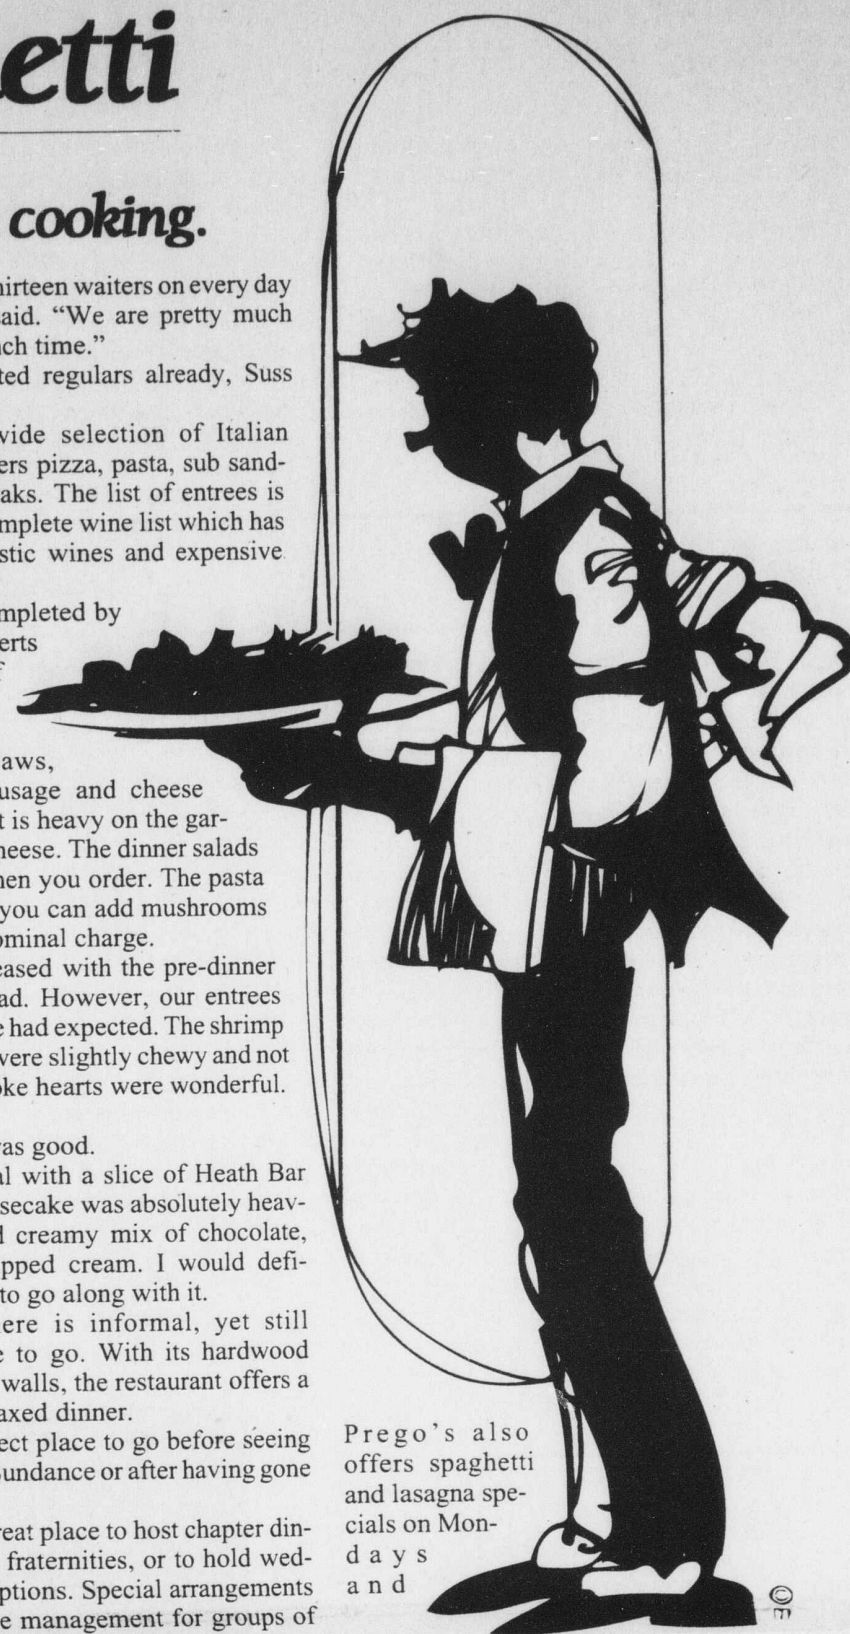 etti
cooking.
hirteen waiters on every day
aid. “We are pretty much
ch time.”
ted regulars already, Suss
vide selection of Italian
ers pizza, pasta, sub sand-
aks. The list of entrees is
mplete wine list which has
stic wines and expensive
mpleted by
erts
aws,
usage and cheese
t is heavy on the gar-
heese. The dinner salads
hen you order. The pasta
you can add mushrooms
ominal charge.
eased with the pre-dinner
ad. However, our entrees
e had expected. The shrimp
were slightly chewy and not
oke hearts were wonderful.
was good.
al with a slice of Heath Bar
secake was absolutely heav-
d creamy mix of chocolate,
pped cream. I would defi-
to go along with it.
ere is informal, yet still
e to go. With its hardwood
walls, the restaurant offers a
axed dinner.
ect place to go before seeing
Sundance or after having gone
reat place to host chapter din-
fraternities, or to hold wed-
ptions. Special arrangements
e management for groups of
Prego's also
offers spaghetti
and lasagna spe-
cials on Mon-
days
and
©